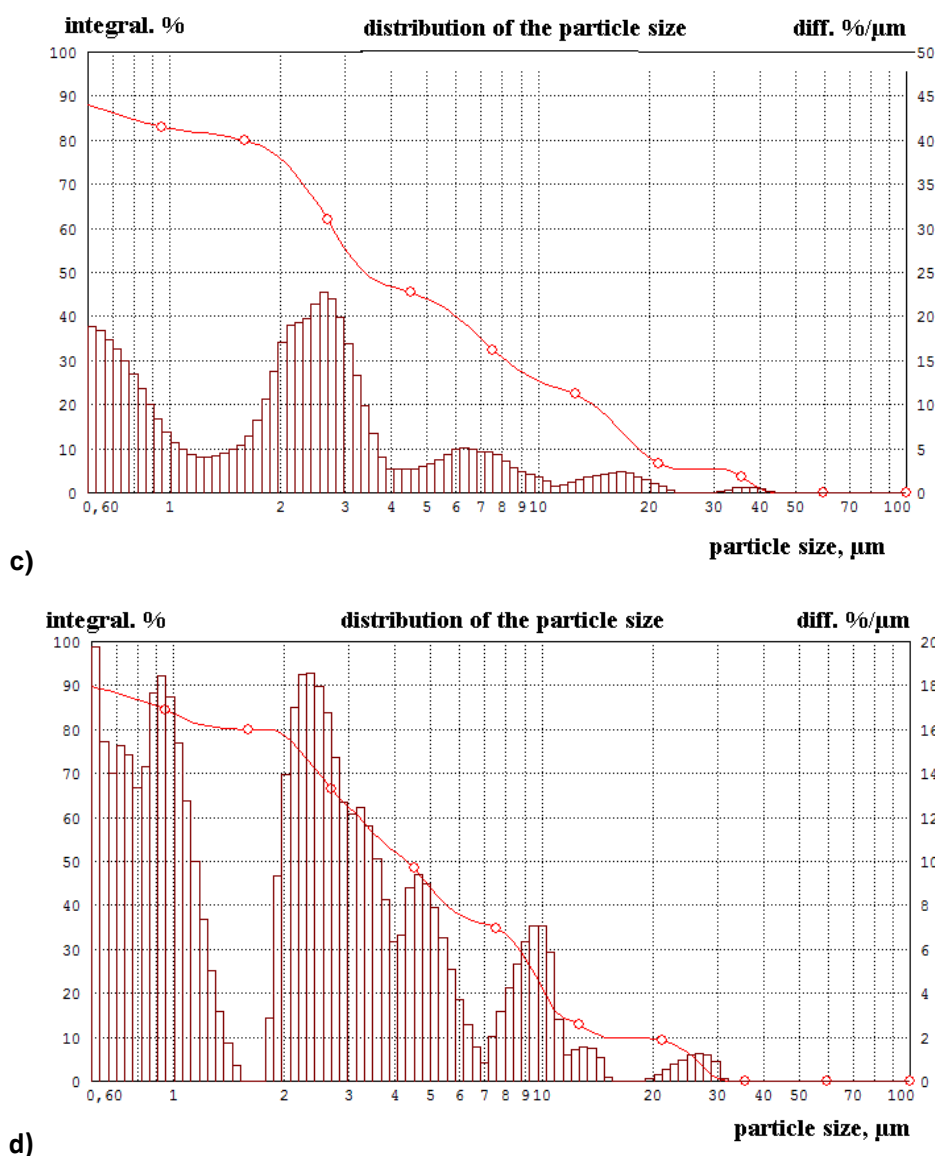 integral. % distribution of the particle size diff. %/µm
100 50
90 45
80 40
70 35
60 30
50 25
40 20
30 15
20 10
10 5
0 0
0,60 1 2 3 4 5 6 7 8 9 10 20 30 40 50 70 100
particle size, µm
c)
integral. % distribution of the particle size diff. %/µm
100 20
90 18
80 16
70 14
60 12
50 10
40 8
30 6
20 4
10 2
0 0
0,60 1 2 3 4 5 6 7 8 9 10 20 30 40 50 70 100
particle size, µm
d)